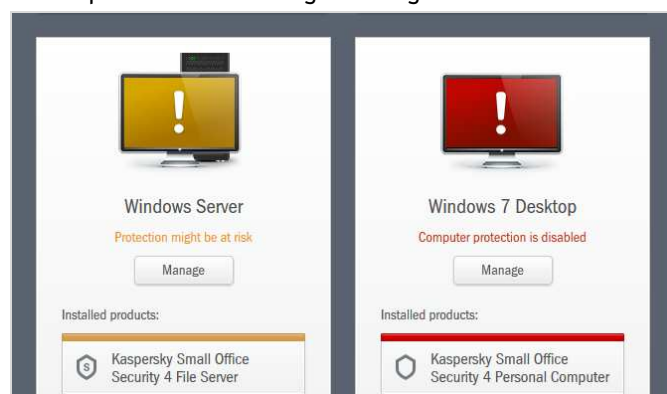 Windows Server
Protection might be at risk
Manage
Installed products:
S
Kaspersky Small Office
Security 4 File Server
Windows 7 Desktop
Computer protection is disabled
Manage
Installed products:
Kaspersky Small Office
Security 4 Personal Computer